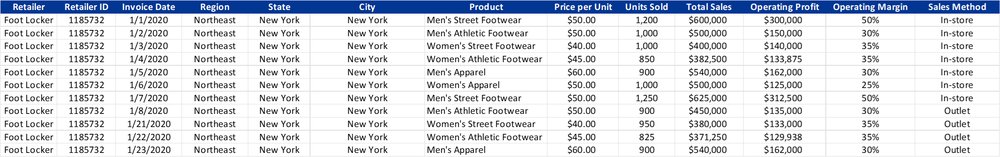 Retailer Retailer ID Invoice Date Region State City Product Price per Unit Units Sold Total Sales Operating Profit Operating Margin Sales Method
Foot Locker 1185732 1/1/2020 Northeast New York New York Men's Street Footwear $50.00 1,200 $600,000 $300,000 50% In-store
Foot Locker 1185732 1/2/2020 Northeast New York New York Men's Athletic Footwear $50.00 1,000 $500,000 $150,000 30% In-store
Foot Locker 1185732 1/3/2020 Northeast New York New York Women's Street Footwear $40.00 1,000 $400,000 $140,000 35% In-store
Foot Locker 1185732 1/4/2020 Northeast New York New York Women's Athletic Footwear $45.00 850 $382,500 $133,875 35% In-store
Foot Locker 1185732 1/5/2020 Northeast New York New York Men's Apparel $60.00 900 $540,000 $162,000 30% In-store
Foot Locker 1185732 1/6/2020 Northeast New York New York Women's Apparel $50.00 1,000 $500,000 $125,000 25% In-store
Foot Locker 1185732 1/7/2020 Northeast New York New York Men's Street Footwear $50.00 1,250 $625,000 $312,500 50% In-store
Foot Locker 1185732 1/8/2020 Northeast New York New York Men's Athletic Footwear $50.00 900 $450,000 $135,000 30% Outlet
Foot Locker 1185732 1/21/2020 Northeast New York New York Women's Street Footwear $40.00 950 $380,000 $133,000 35% Outlet
Foot Locker 1185732 1/22/2020 Northeast New York New York Women's Athletic Footwear $45.00 825 $371,250 $129,938 35% Outlet
Foot Locker 1185732 1/23/2020 Northeast New York New York Men's Apparel $60.00 900 $540,000 $162,000 30% Outlet